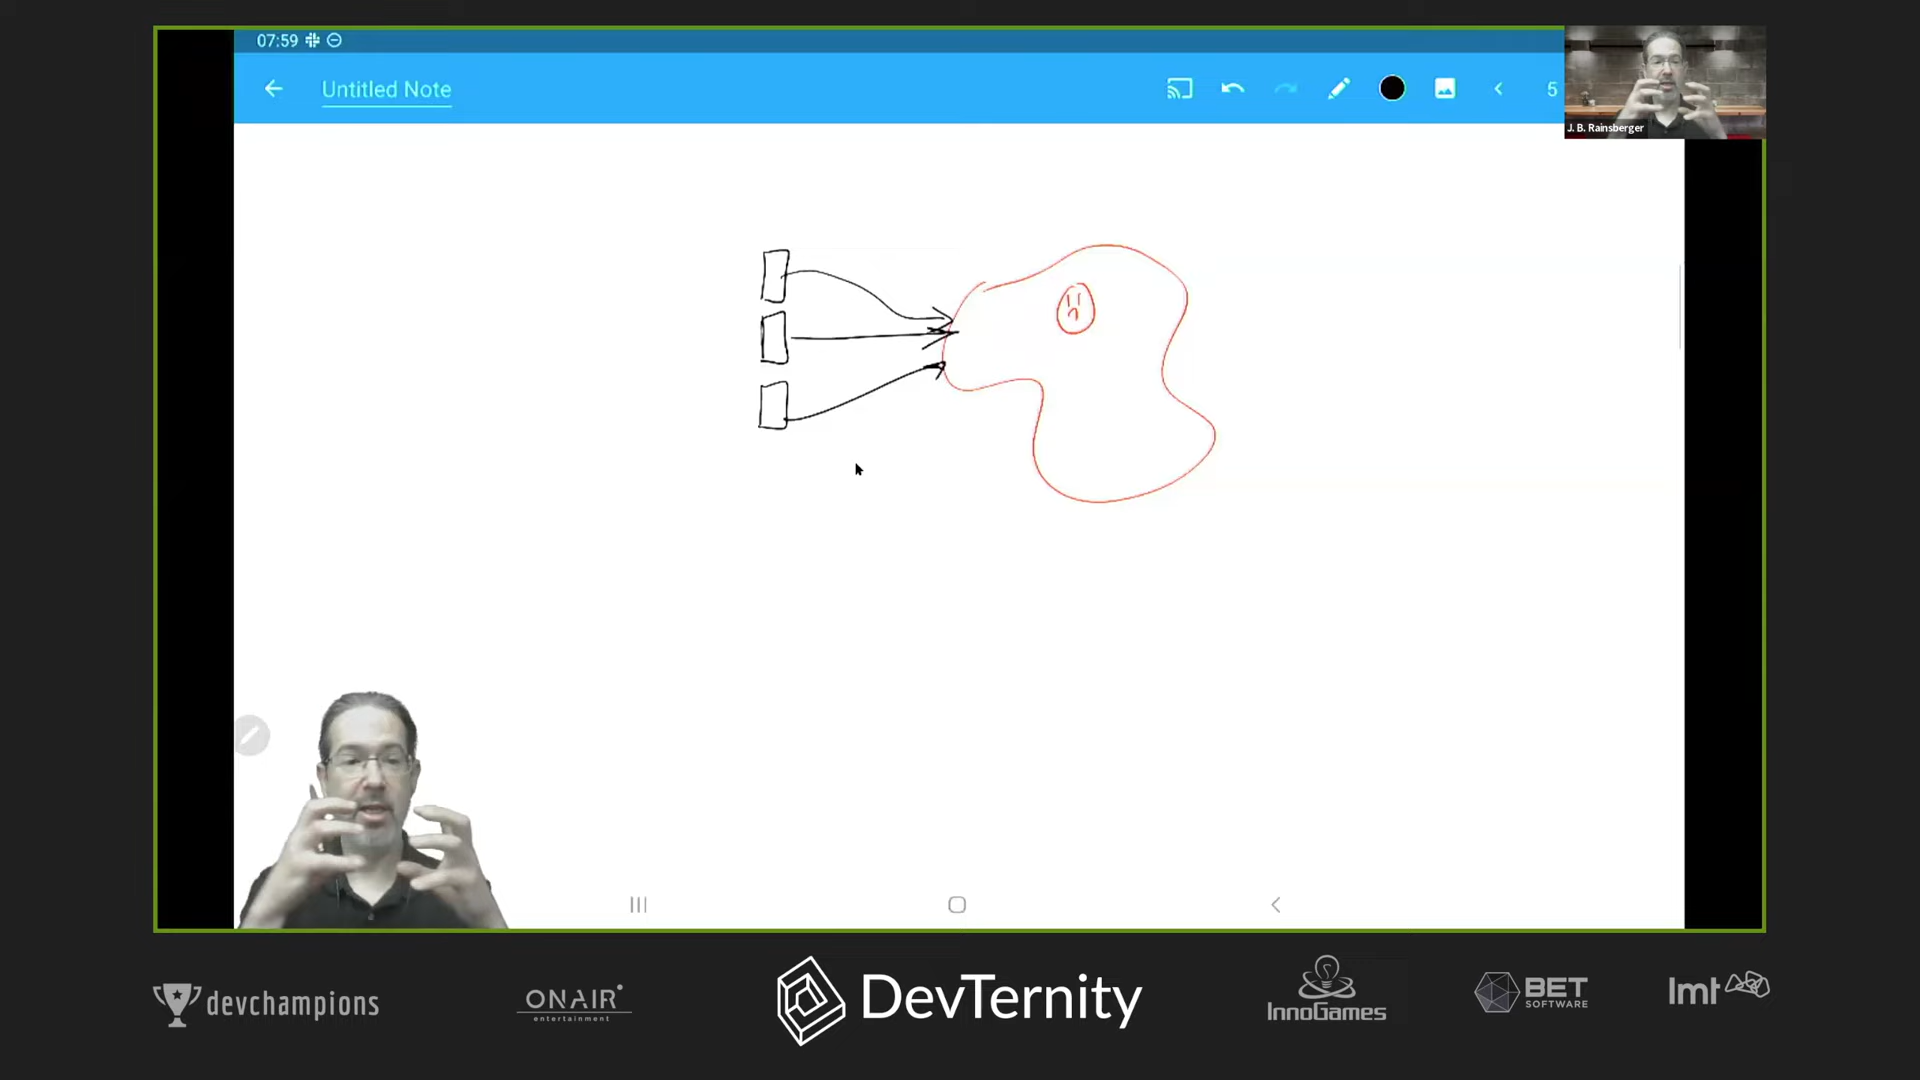 07:59
Untitled Note
5
J. B. Rainsberger
devchampions
ONAIR
entertainment
DevTernity
InnoGames
BET
SOFTWARE
lmt